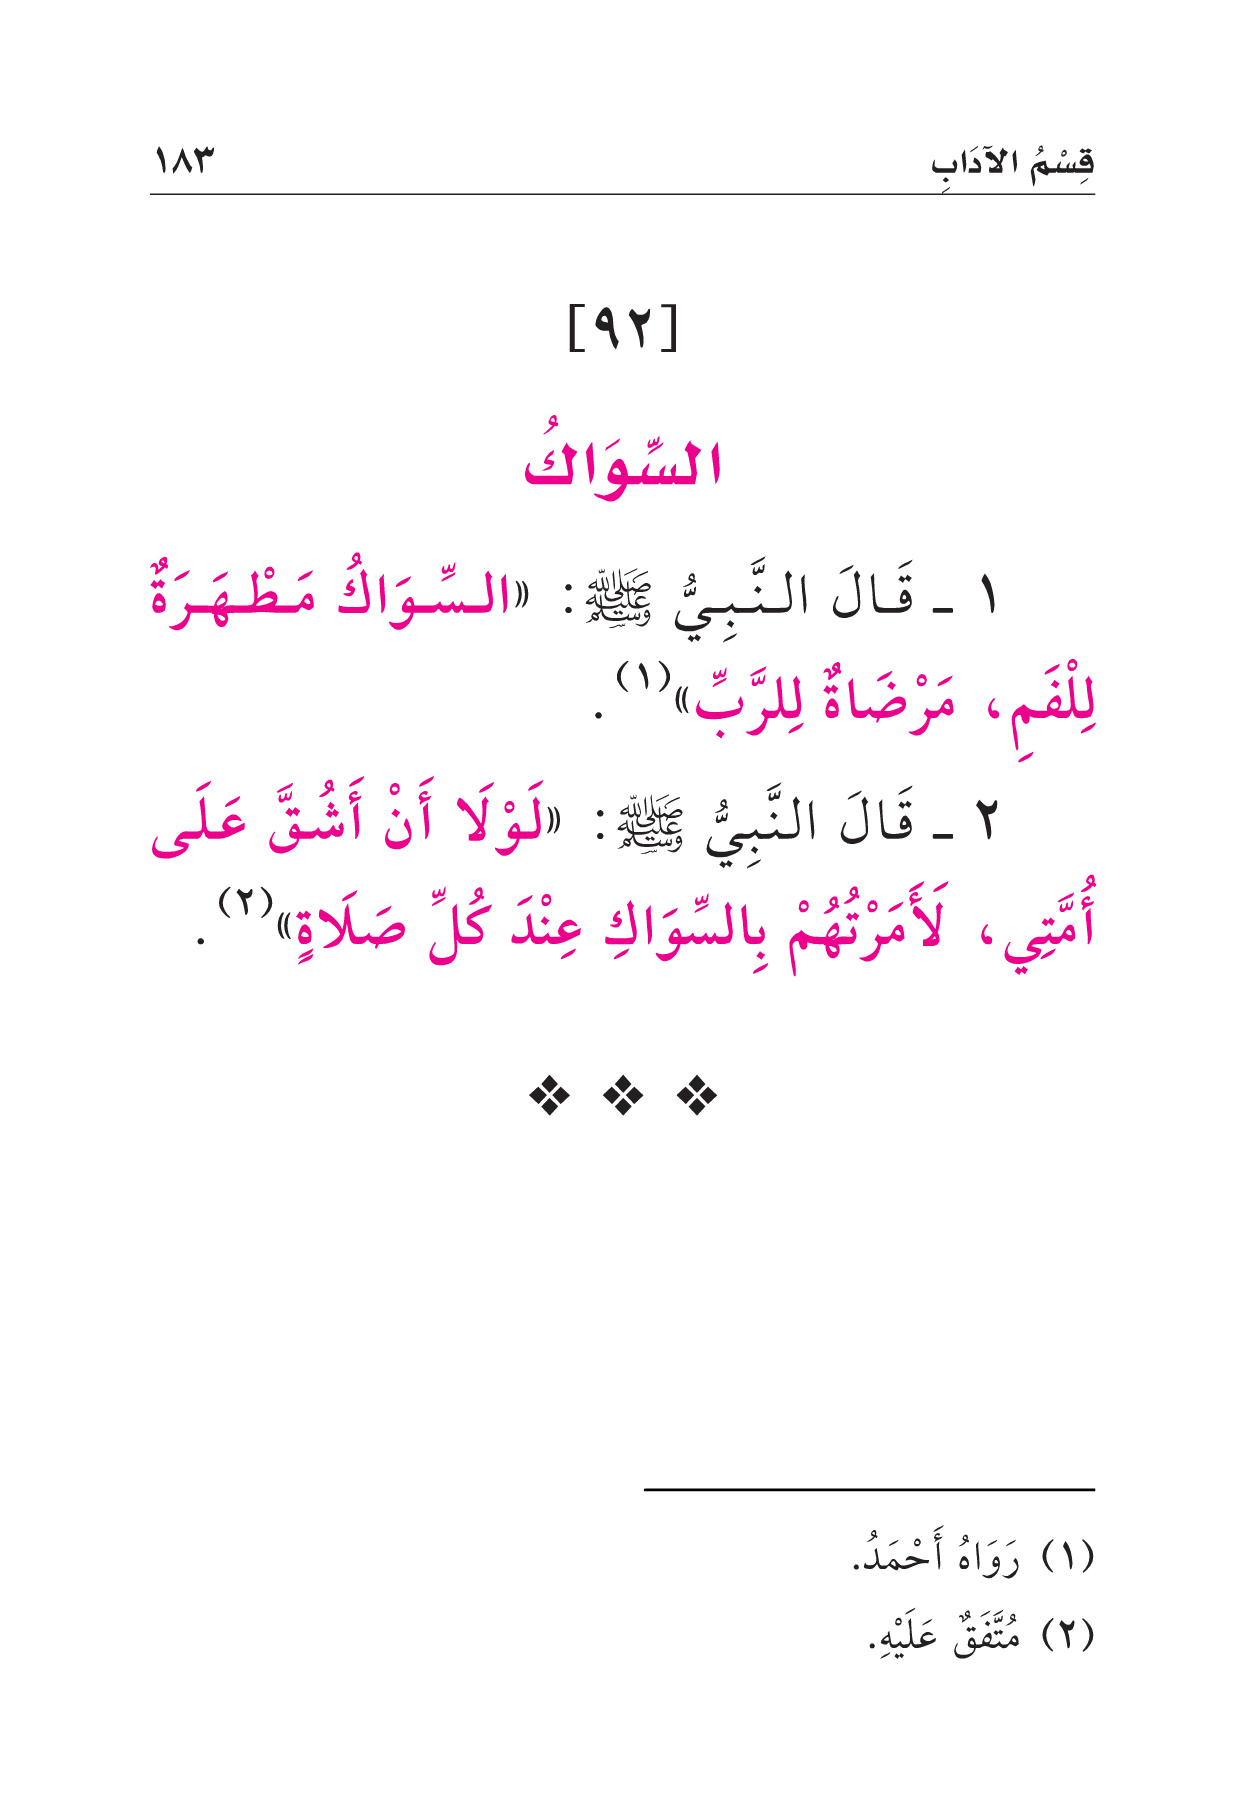 قِسْمُ الآدَابِ ١٨٣
[٩٢]
السِّوَاكُ
١ ـ قَالَ النَّبِيُّ ﷺ: «السِّوَاكُ مَطْهَرَةٌ
لِلْفَمِ، مَرْضَاةٌ لِلرَّبِّ»(١).
٢ ـ قَالَ النَّبِيُّ ﷺ: «لَوْلَا أَنْ أَشُقَّ عَلَى
أُمَّتِي، لَأَمَرْتُهُمْ بِالسِّوَاكِ عِنْدَ كُلِّ صَلَاةٍ»(٢).
❖ ❖ ❖
(١) رَوَاهُ أَحْمَدُ.
(٢) مُتَّفَقٌ عَلَيْهِ.